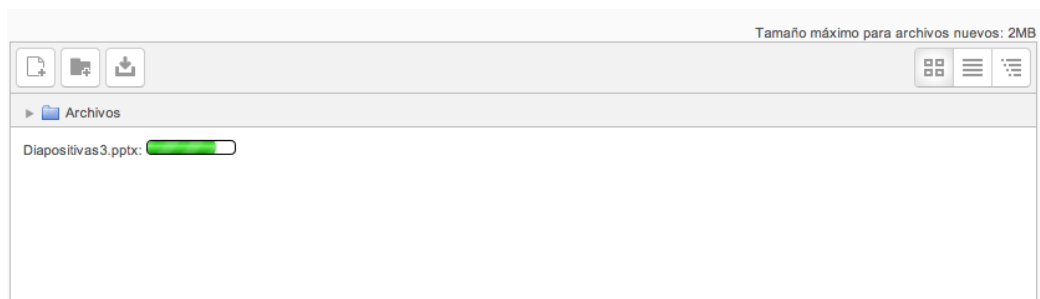 Tamaño máximo para archivos nuevos: 2MB
Archivos
Diapositivas3.pptx: